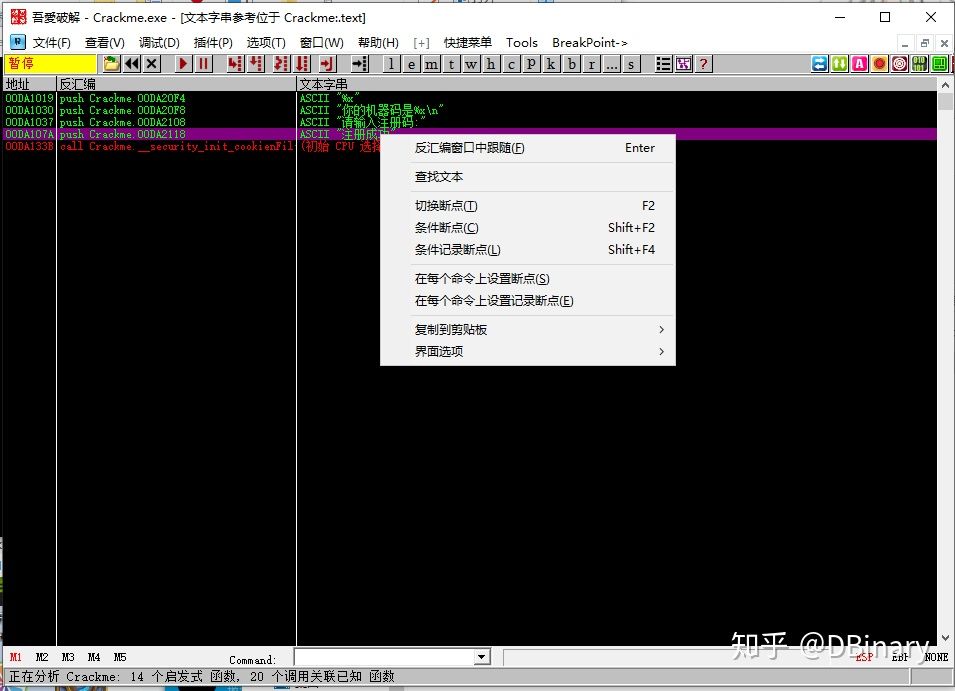 吾愛破解 - Crackme.exe - [文本字串参考位于 Crackme:.text]
文件(F) 查看(V) 调试(D) 插件(P) 选项(T) 窗口(W) 帮助(H) [+] 快捷菜单 Tools BreakPoint->
暂停 l e m t w h c p k b r ... s ?
地址 反汇编 文本字串
00DA1019 push Crackme.00DA20F4 ASCII "%x"
00DA1030 push Crackme.00DA20F8 ASCII "你的机器码是%x\n"
00DA1037 push Crackme.00DA2108 ASCII "请输入注册码:"
00DA107A push Crackme.00DA2118 ASCII "注册成功"
00DA133B call Crackme.__security_init_cookienFil (初始 CPU 选择
反汇编窗口中跟随(F) Enter
查找文本
切换断点(T) F2
条件断点(C) Shift+F2
条件记录断点(L) Shift+F4
在每个命令上设置断点(S)
在每个命令上设置记录断点(E)
复制到剪贴板
界面选项
知乎 @DBinary
M1 M2 M3 M4 M5 Command: ESP EBP NONE
正在分析 Crackme: 14 个启发式 函数, 20 个调用关联已知 函数